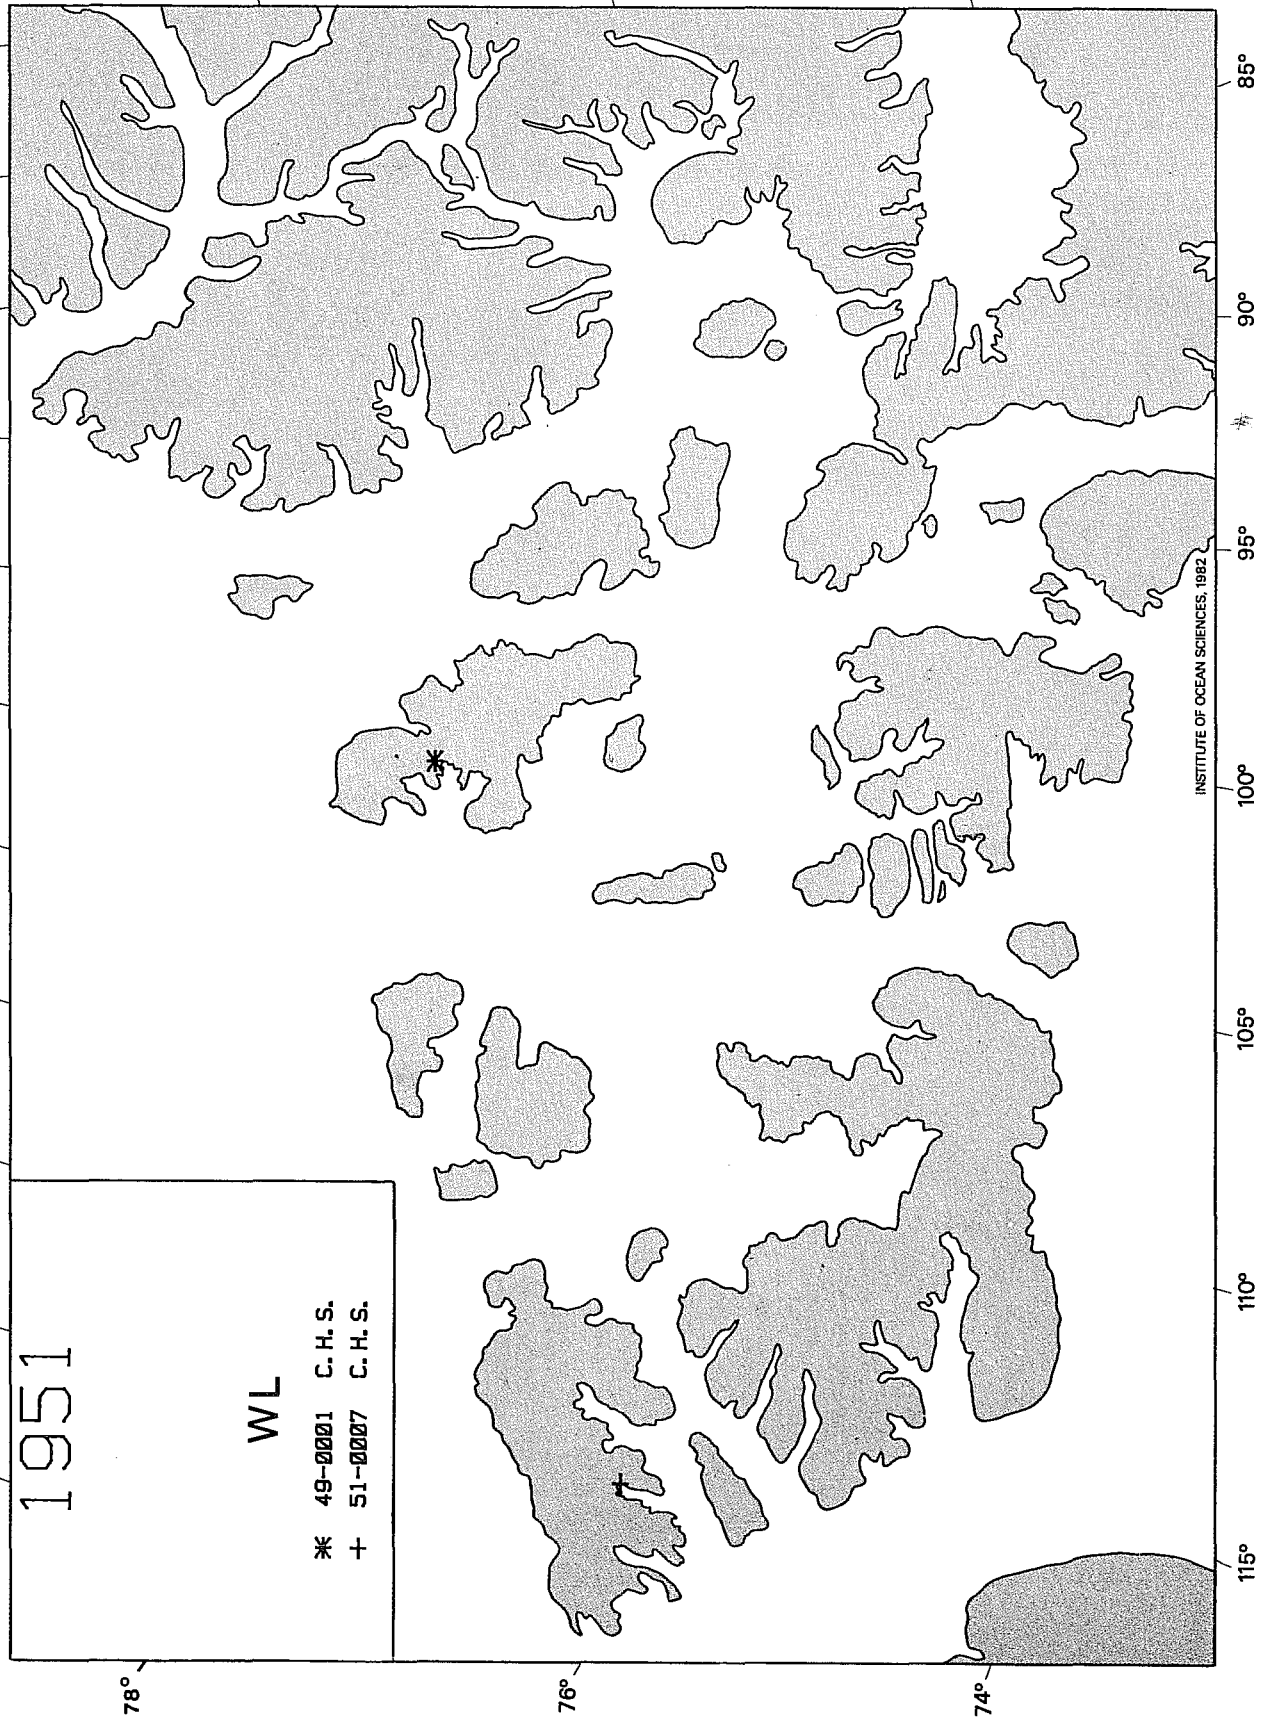 1951
WL
49-0001 C.H.S.
+ 51-0007 C.H.S.
78°
76°
74°
115°
110°
105°
100°
95°
90°
85°
INSTITUTE OF OCEAN SCIENCES, 1982